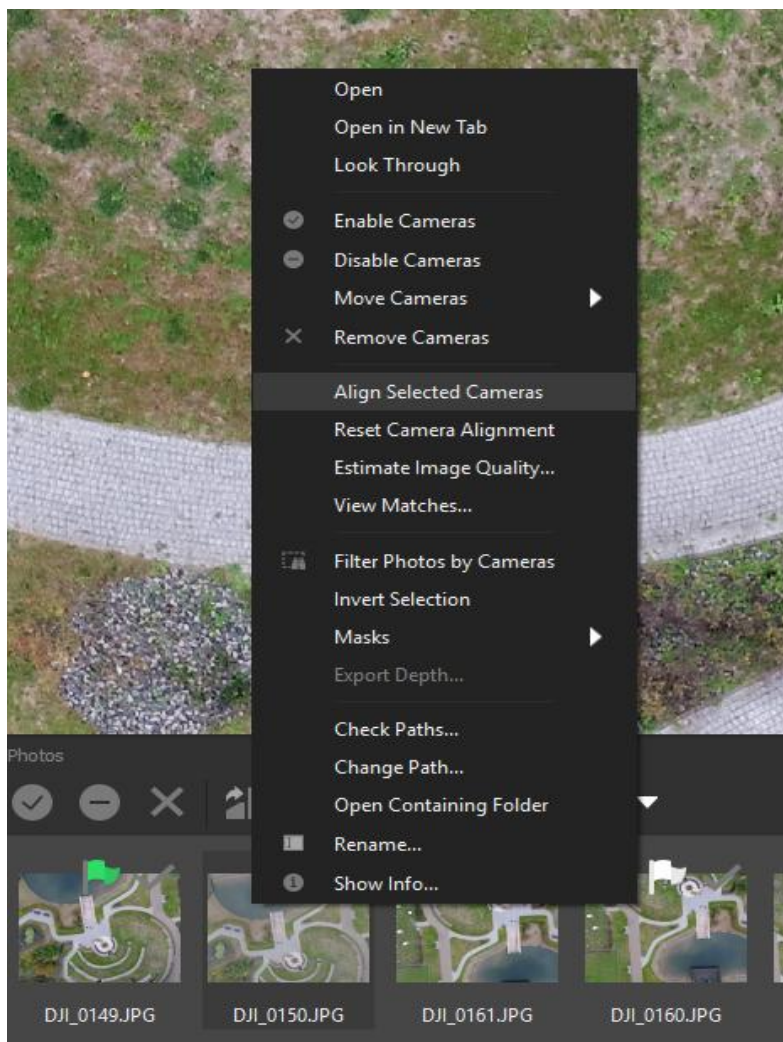 Open
Open in New Tab
Look Through
Enable Cameras
Disable Cameras
Move Cameras
Remove Cameras
Align Selected Cameras
Reset Camera Alignment
Estimate Image Quality...
View Matches...
Filter Photos by Cameras
Invert Selection
Masks
Export Depth...
Check Paths...
Change Path...
Open Containing Folder
Rename...
Show Info...
Photos
DJI_0149.JPG
DJI_0150.JPG
DJI_0161.JPG
DJI_0160.JPG